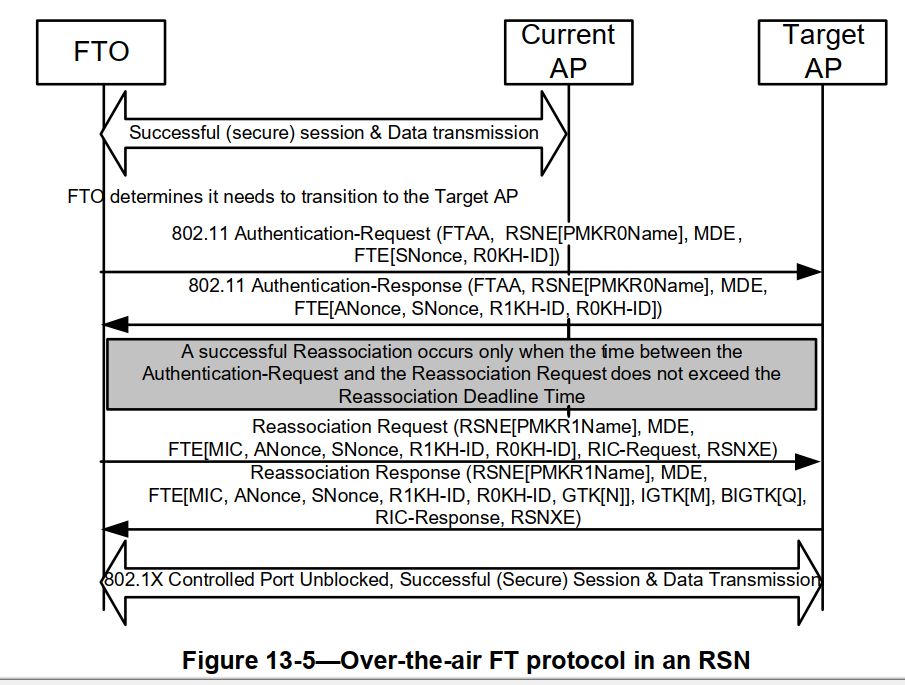 FTO
Current
AP
Target
AP
Successful (secure) session & Data transmission
FTO determines it needs to transition to the Target AP
802.11 Authentication-Request (FTAA, RSNE[PMKR0Name], MDE,
FTE[SNonce, R0KH-ID])
802.11 Authentication-Response (FTAA, RSNE[PMKR0Name], MDE,
FTE[ANonce, SNonce, R1KH-ID, R0KH-ID])
A successful Reassociation occurs only when the time between the
Authentication-Request and the Reassociation Request does not exceed the
Reassociation Deadline Time
Reassociation Request (RSNE[PMKR1Name], MDE,
FTE[MIC, ANonce, SNonce, R1KH-ID, R0KH-ID], RIC-Request, RSNXE)
Reassociation Response (RSNE[PMKR1Name], MDE,
FTE[MIC, ANonce, SNonce, R1KH-ID, R0KH-ID, GTK[N]], IGTK[M], BIGTK[Q],
RIC-Response, RSNXE)
802.1X Controlled Port Unblocked, Successful (Secure) Session & Data Transmission
Figure 13-5—Over-the-air FT protocol in an RSN